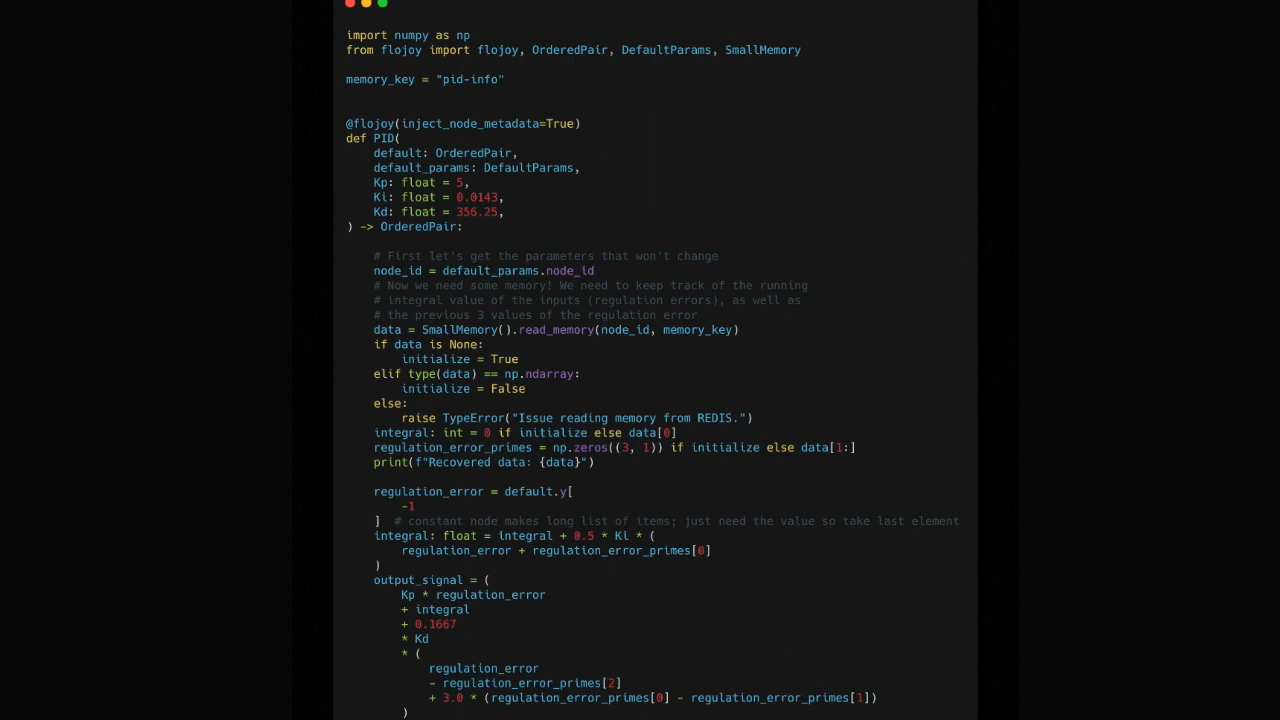 import numpy as np
from flojoy import flojoy, OrderedPair, DefaultParams, SmallMemory
memory_key = "pid-info"
@flojoy(inject_node_metadata=True)
def PID(
    default: OrderedPair,
    default_params: DefaultParams,
    Kp: float = 5,
    Ki: float = 0.0143,
    Kd: float = 356.25,
) -> OrderedPair:
    # First let's get the parameters that won't change
    node_id = default_params.node_id
    # Now we need some memory! We need to keep track of the running
    # integral value of the inputs (regulation errors), as well as
    # the previous 3 values of the regulation error
    data = SmallMemory().read_memory(node_id, memory_key)
    if data is None:
        initialize = True
    elif type(data) == np.ndarray:
        initialize = False
    else:
        raise TypeError("Issue reading memory from REDIS.")
    integral: int = 0 if initialize else data[0]
    regulation_error_primes = np.zeros((3, 1)) if initialize else data[1:]
    print(f"Recovered data: {data}")
    regulation_error = default.y[
        -1
    ]  # constant node makes long list of items; just need the value so take last element
    integral: float = integral + 0.5 * Ki * (
        regulation_error + regulation_error_primes[0]
    )
    output_signal = (
        Kp * regulation_error
        + integral
        + 0.1667
        * Kd
        * (
            regulation_error
            - regulation_error_primes[2]
            + 3.0 * (regulation_error_primes[0] - regulation_error_primes[1])
        )